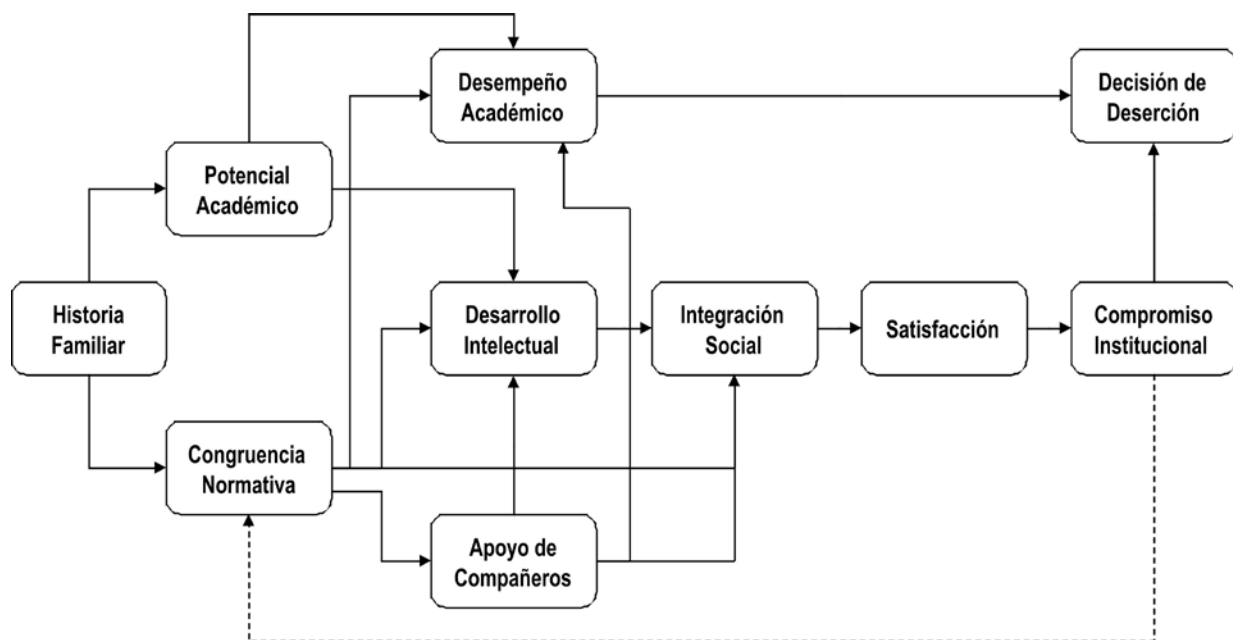 Desempeño
Académico
Decisión de
Deserción
Potencial
Académico
Historia
Familiar
Desarrollo
Intelectual
Integración
Social
Satisfacción
Compromiso
Institucional
Congruencia
Normativa
Apoyo de
Compañeros